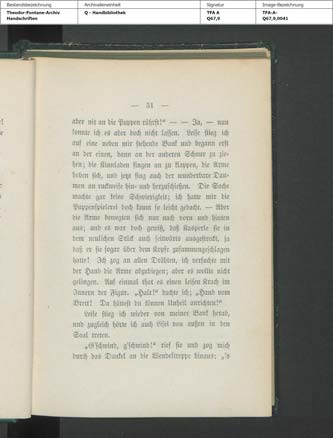 Bestandsbezeichnung
Theodor-Fontane-Archiv
Handschriften
Archivalieneinheit
Q - Handbibliothek
Signatur
TFA A
Q67,9
Image-Bezeichnung
TFA-A-
Q67,9,0041
— 31 —
aber nit an die Puppen rührst!“ — — Ja, — nun
konnte ich es aber doch nicht lassen. Leise stieg ich
auf eine neben mir stehende Bank und begann erst
an der einen, dann an der anderen Schnur zu zie-
hen; die Kinnladen fingen an zu klappen, die Arme
hoben sich, und jetzt fing auch der wunderbare Dau-
men an ruckweise hin- und herzuschießen. Die Sache
machte gar keine Schwierigkeit; ich hatte mir die
Puppenspielerei doch kaum so leicht gedacht. — Aber
die Arme bewegten sich nur nach vorn und hinten
aus; und es war doch gewiß, daß Kasperle sie in
dem neulichen Stück auch seitwärts ausgestreckt, ja
daß er sie sogar über dem Kopfe zusammengeschlagen
hatte! Ich zog an allen Drähten, ich versuchte mit
der Hand die Arme abzubiegen; aber es wollte nicht
gelingen. Auf einmal that es einen leisen Krach im
Innern der Figur. „Halt!“ dachte ich; „Hand vom
Brett! Da hättest du können Unheil anrichten!“
Leise stieg ich wieder von meiner Bank herab,
und zugleich hörte ich auch Lisei von außen in den
Saal treten.
„G'schwind, g'schwind!“ rief sie und zog mich
durch das Dunkel an die Wendeltreppe hinaus; „'s